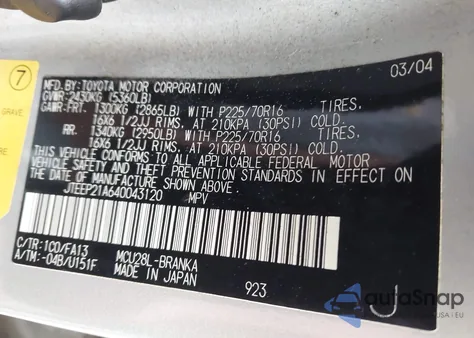 7
GRAVE.
03/04
MFD.BY:TOYOTA MOTOR CORPORATION
GVWR:2430KG (5360LB)
GAWR:FRT. 1300KG (2865LB) WITH P225/70R16 TIRES,
16X6 1/2JJ RIMS, AT 210KPA (30PSI) COLD.
RR. 1340KG (2950LB) WITH P225/70R16 TIRES,
16X6 1/2JJ RIMS, AT 210KPA (30PSI) COLD.
THIS VEHICLE CONFORMS TO ALL APPLICABLE FEDERAL MOTOR
VEHICLE SAFETY AND THEFT PREVENTION STANDARDS IN EFFECT ON
THE DATE OF MANUFACTURE SHOWN ABOVE.
JTEEP21A640043120 MPV
C/TR:1C0/FA13 MCU28L-BRANKA
A/TM:-04B/U151F MADE IN JAPAN 923
J
autoSnap